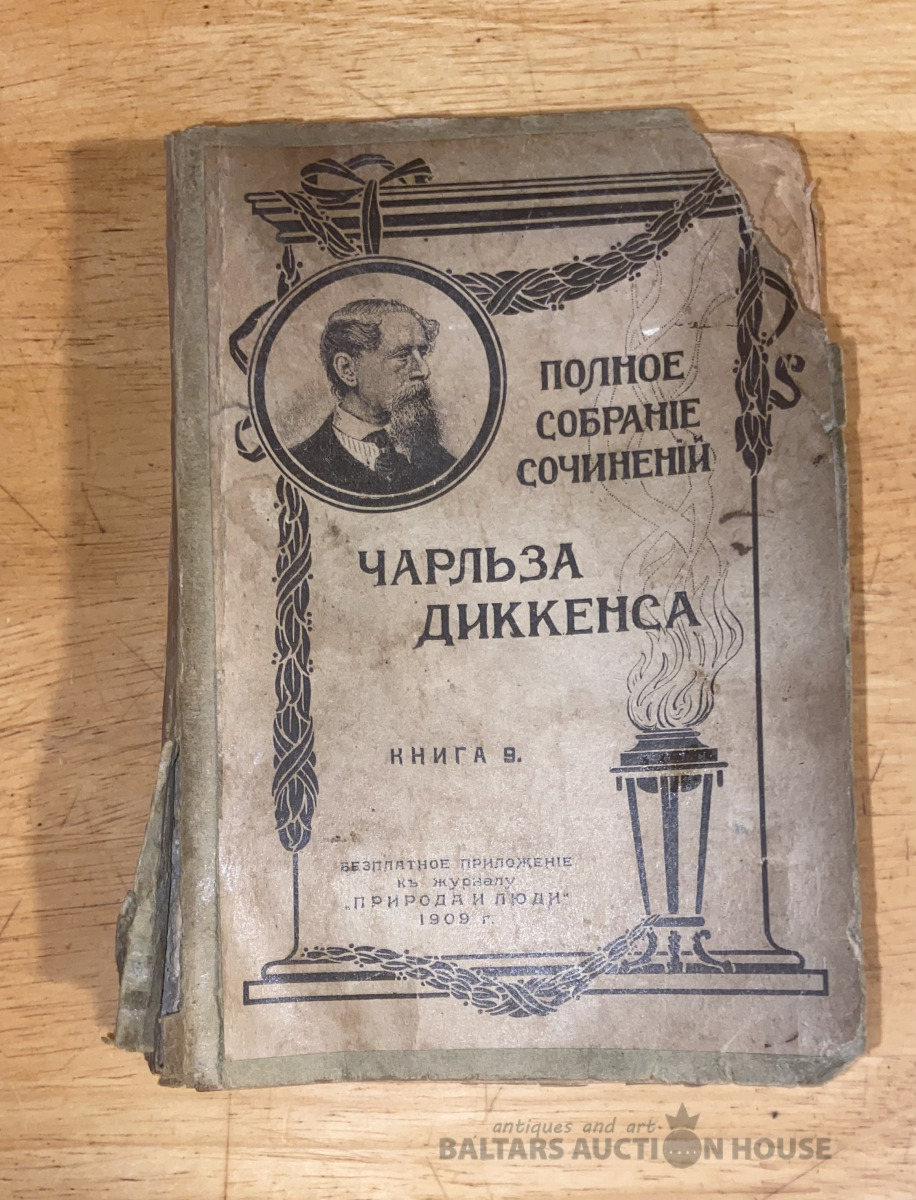 ПОЛНОЕ
СОБРАНІЕ
СОЧИНЕНІЙ
ЧАРЛЬЗА
ДИККЕНСА
КНИГА 9.
БЕЗПЛАТНОЕ ПРИЛОЖЕНІЕ
къ журналу
„ПРИРОДА И ЛЮДИ"
1909 г.
antiques and art
BALTARS AUCTION HOUSE